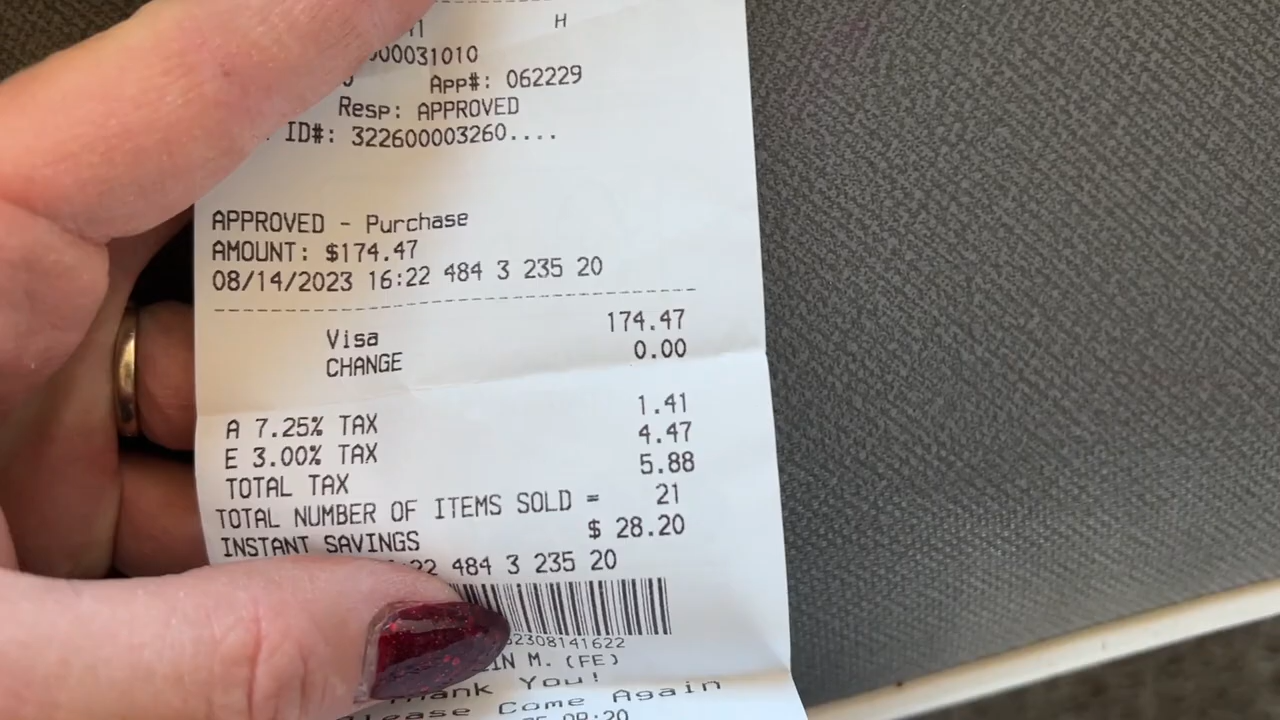 H
00031010
App#: 062229
Resp: APPROVED
ID#: 322600003260....
APPROVED - Purchase
AMOUNT: $174.47
08/14/2023 16:22 484 3 235 20
Visa 174.47
CHANGE 0.00
A 7.25% TAX 1.41
E 3.00% TAX 4.47
TOTAL TAX 5.88
TOTAL NUMBER OF ITEMS SOLD = 21
INSTANT SAVINGS $ 28.20
22 484 3 235 20
2308141622
IN M. (FE)
Thank You!
Please Come Again